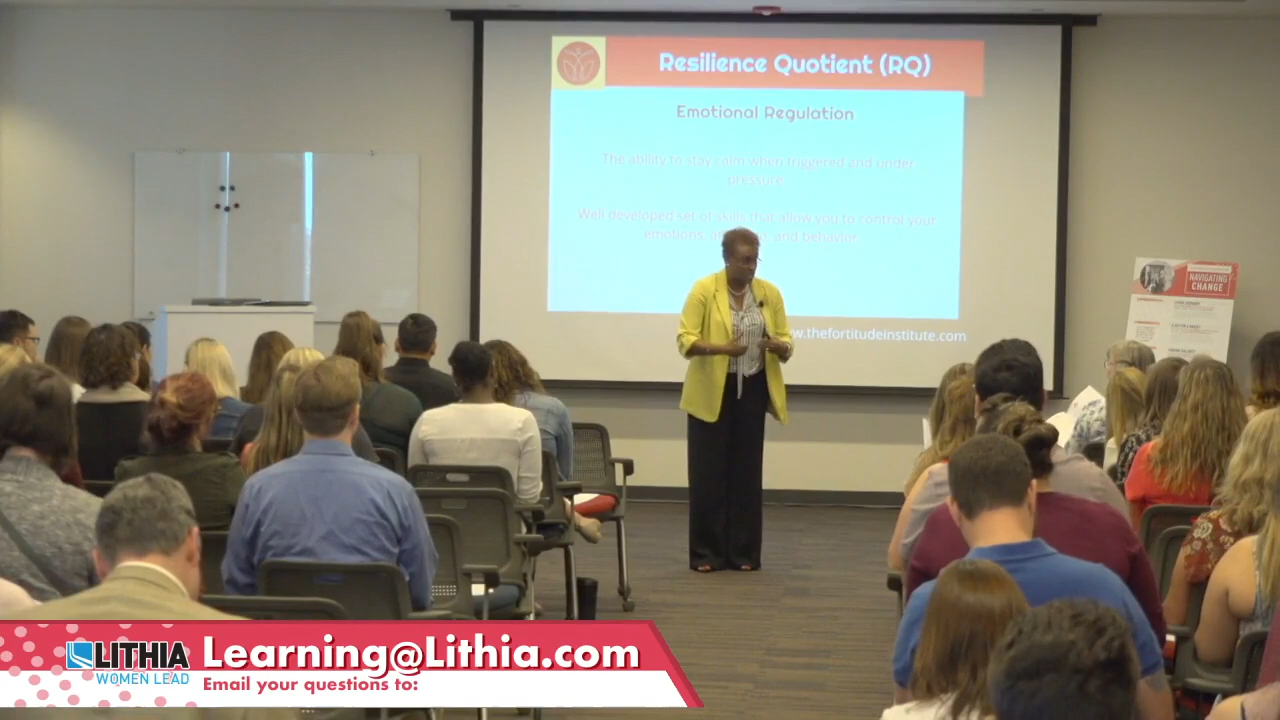 Resilience Quotient (RQ)
Emotional Regulation
The ability to stay calm when triggered and under
pressure
Well developed set of skills that allow you to control your
emotions, and behavior.
www.thefortitudeinstitute.com
NAVIGATING
CHANGE
LITHIA
WOMEN LEAD
Learning@Lithia.com
Email your questions to: